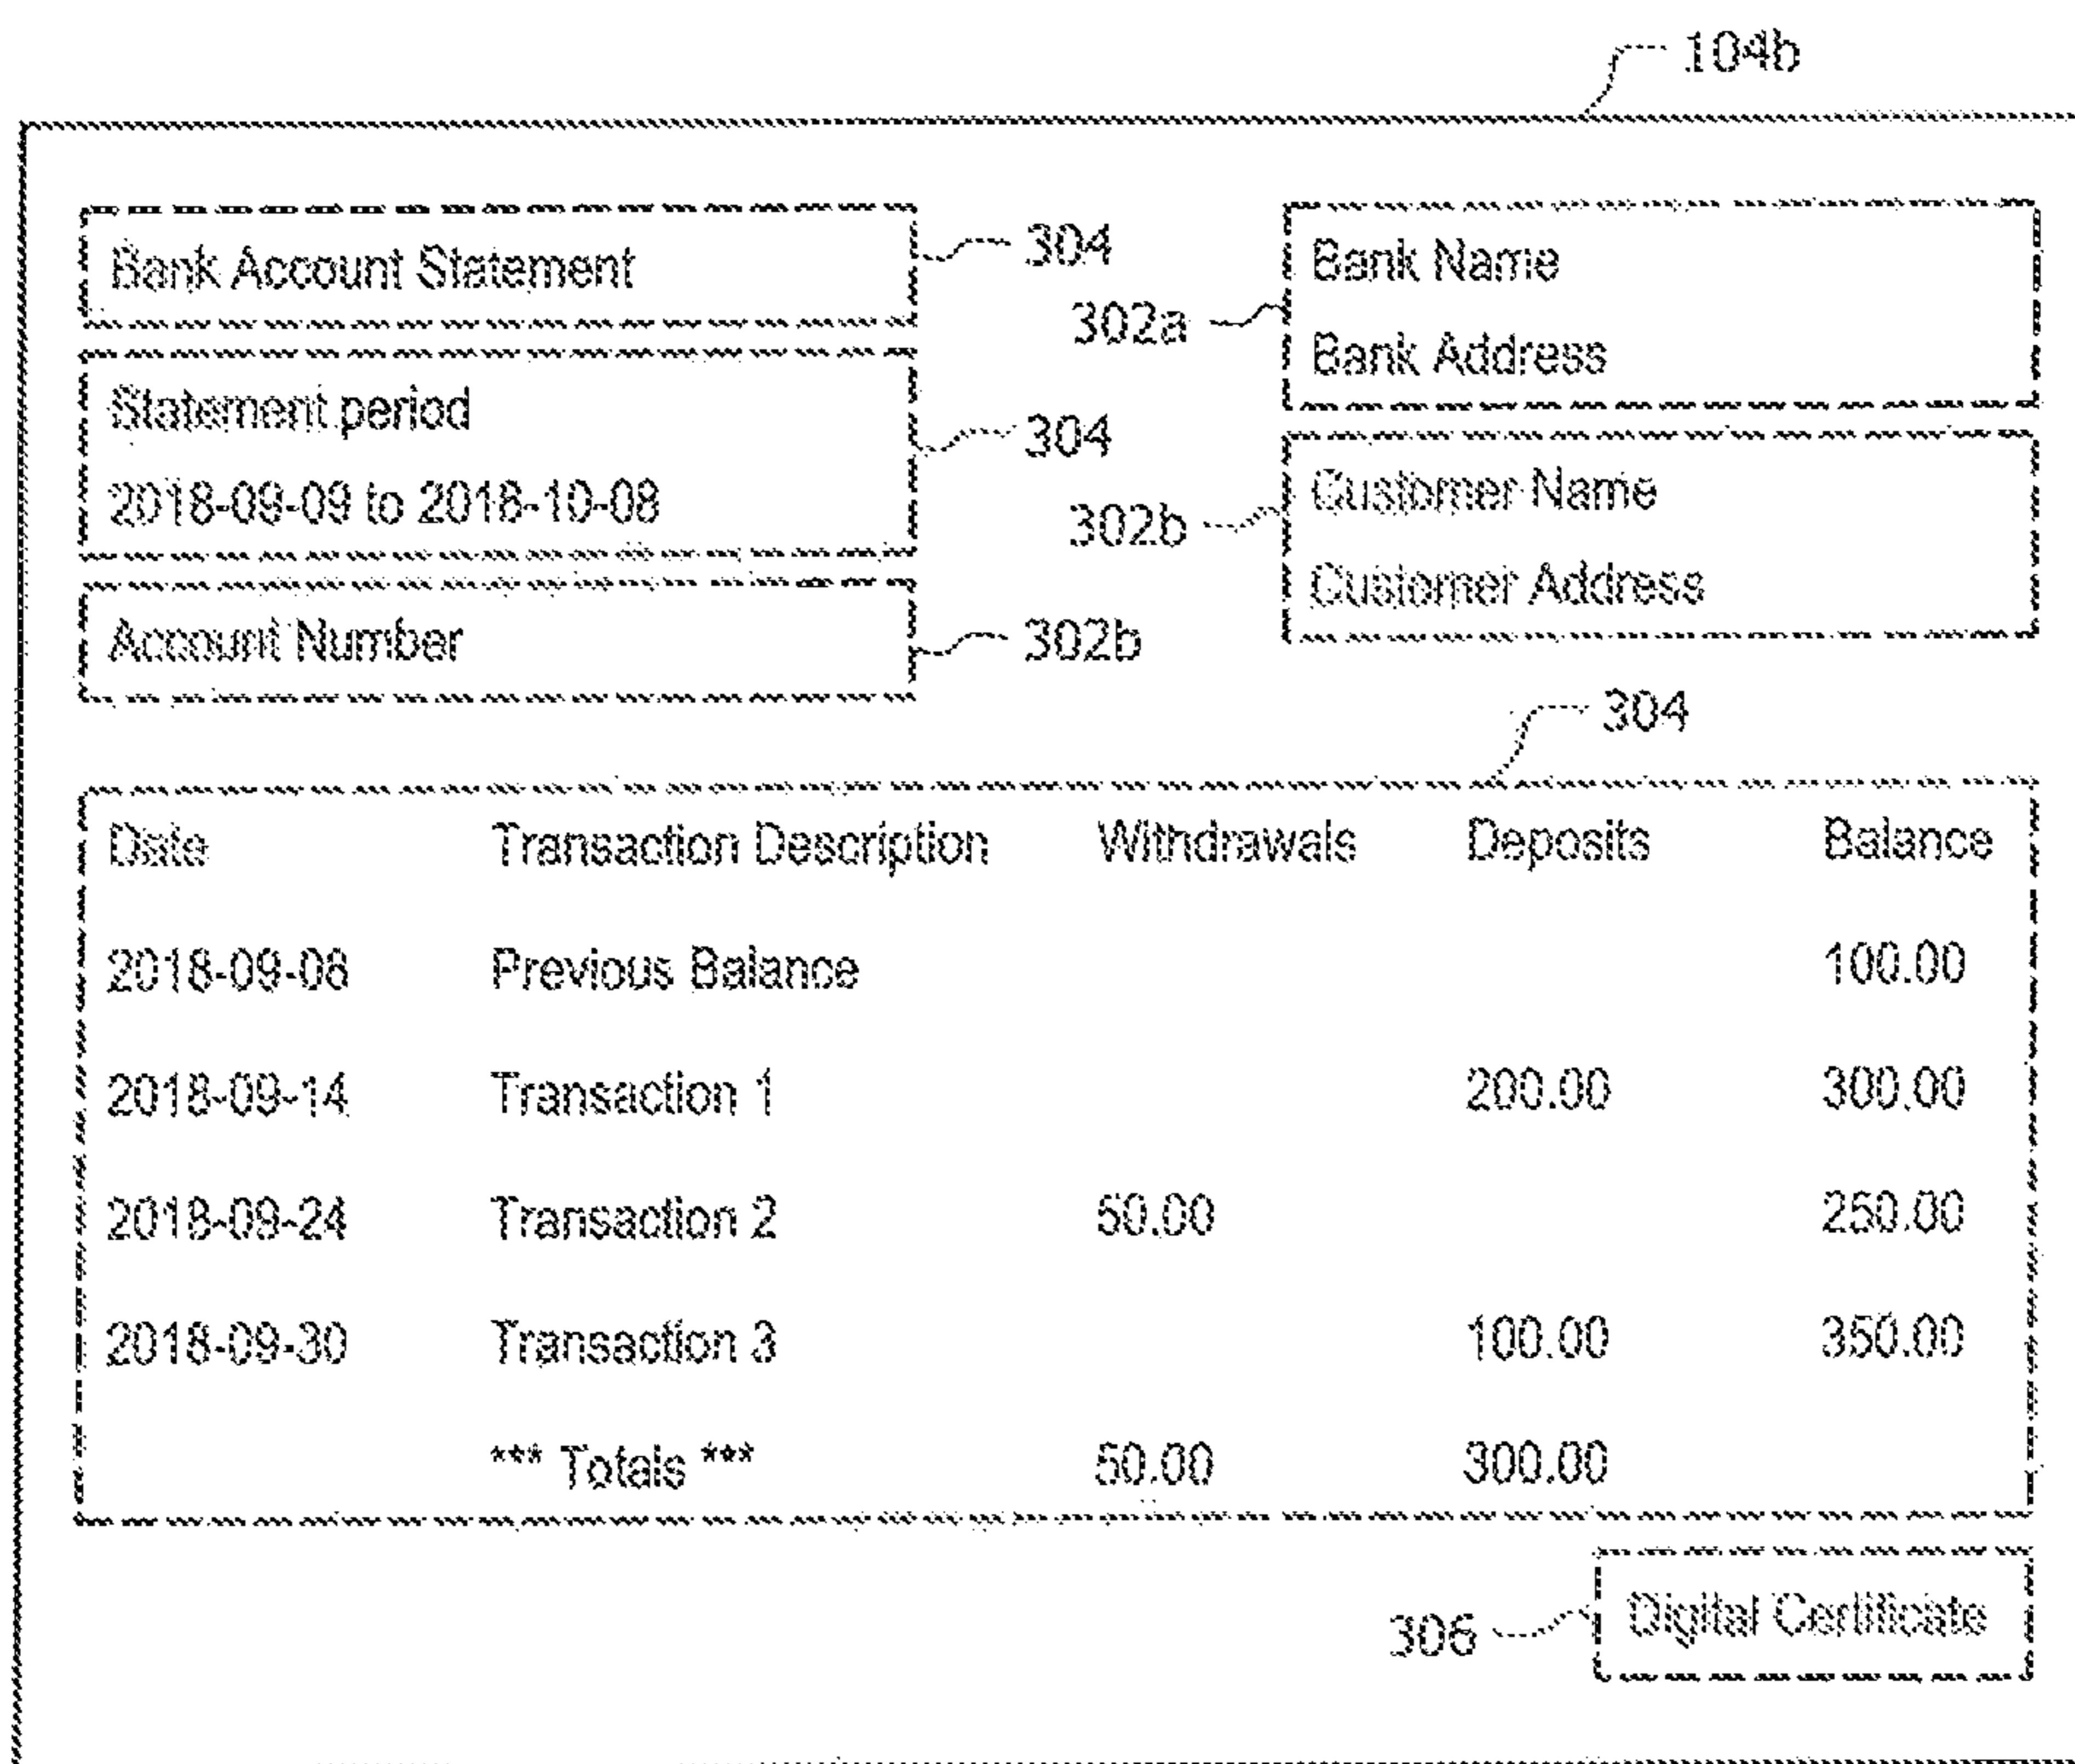 104b
Bank Account Statement
304
Bank Name
302a
Bank Address
Statement period
304
2018-09-09 to 2018-10-08
Customer Name
302b
Customer Address
Account Number
302b
304
Date Transaction Description Withdrawals Deposits Balance
2018-09-08 Previous Balance 100.00
2018-09-14 Transaction 1 200.00 300.00
2018-09-24 Transaction 2 50.00 250.00
2018-09-30 Transaction 3 100.00 350.00
*** Totals *** 50.00 300.00
306
Digital Certificate